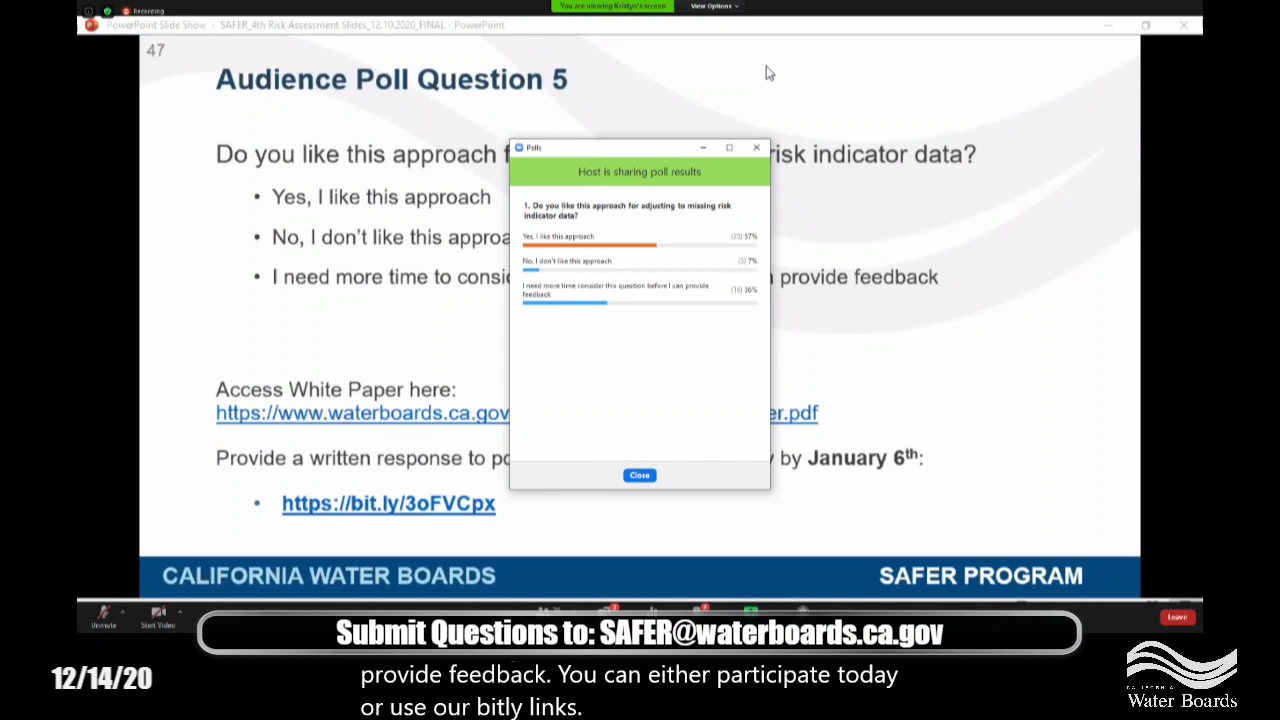 Recording
You are viewing Kristyn's screen
View Options
PowerPoint Slide Show - SAFER_4th Risk Assessment Slides_12.10.2020_FINAL - PowerPoint
47
Audience Poll Question 5
Do you like this approach
risk indicator data?
• Yes, I like this approach
• No, I don't like this approa
• I need more time to consi
provide feedback
Polls
Host is sharing poll results
1. Do you like this approach for adjusting to missing risk
indicator data?
Yes, I like this approach
(25) 57%
No, I don't like this approach
(3) 7%
I need more time consider this question before I can provide
feedback
(16) 36%
Close
Access White Paper here:
https://www.waterboards.ca.gov
er.pdf
Provide a written response to po
y by January 6th:
• https://bit.ly/3oFVCpx
CALIFORNIA WATER BOARDS
SAFER PROGRAM
Unmute
Start Video
Leave
Submit Questions to: SAFER@waterboards.ca.gov
provide feedback. You can either participate today
or use our bitly links.
12/14/20
CALIFORNIA
Water Boards